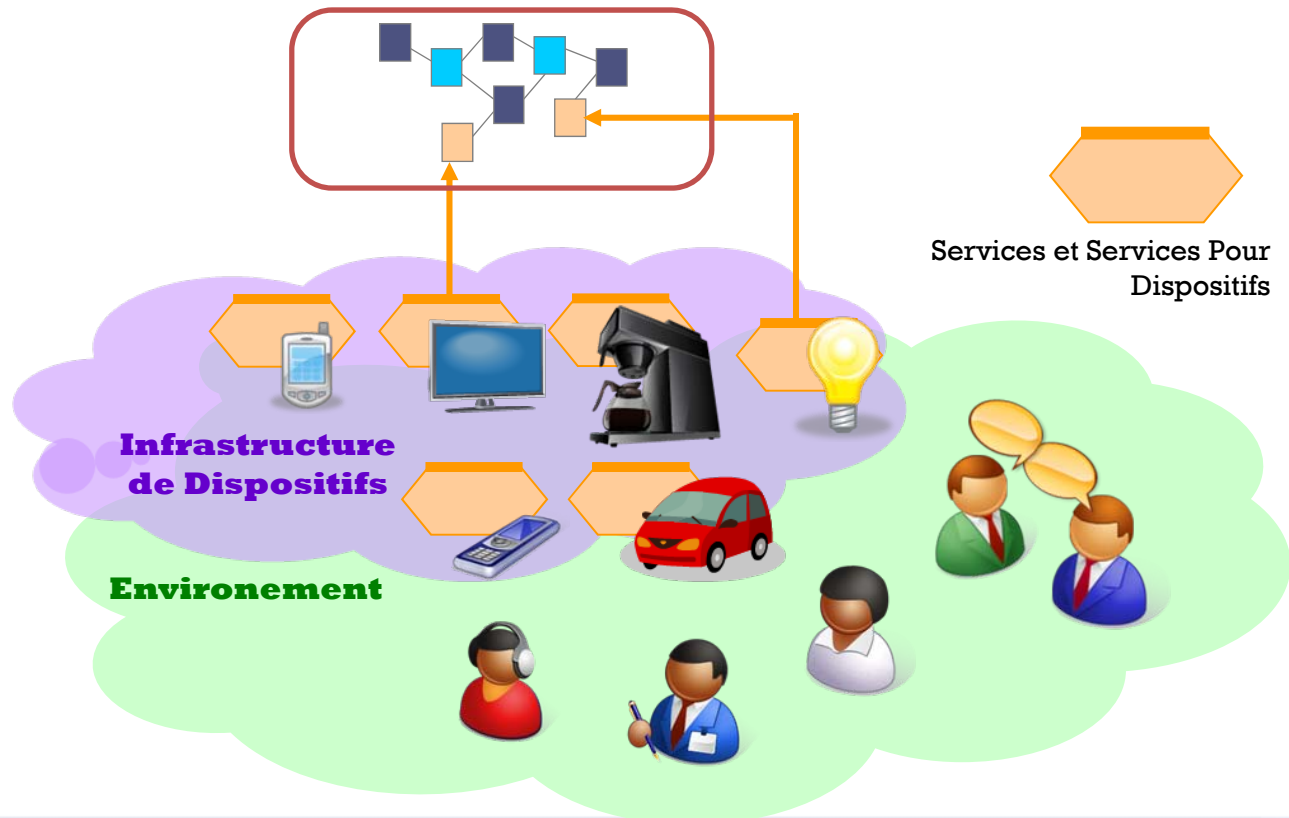 Services et Services Pour
Dispositifs
Infrastructure
de Dispositifs
Environement